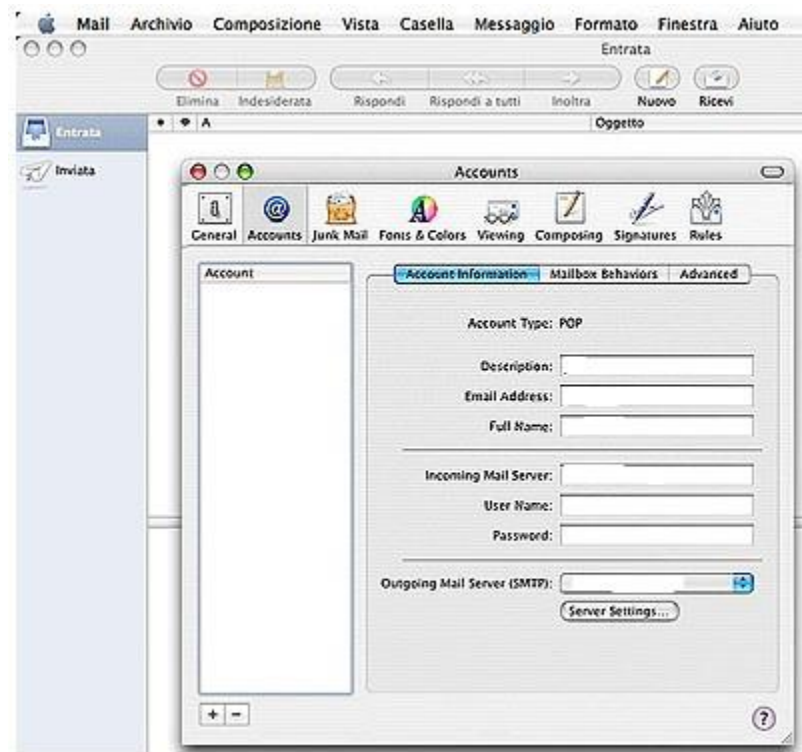 Mail Archivio Composizione Vista Casella Messaggio Formato Finestra Aiuto
Entrata
Elimina Indesiderata Rispondi Rispondi a tutti Inoltra Nuovo Ricevi
Entrata
A Oggetto
Inviata
Accounts
General Accounts Junk Mail Fonts & Colors Viewing Composing Signatures Rules
Account
Account Information Mailbox Behaviors Advanced
Account Type: POP
Description:
Email Address:
Full Name:
Incoming Mail Server:
User Name:
Password:
Outgoing Mail Server (SMTP):
Server Settings...
+ -
?